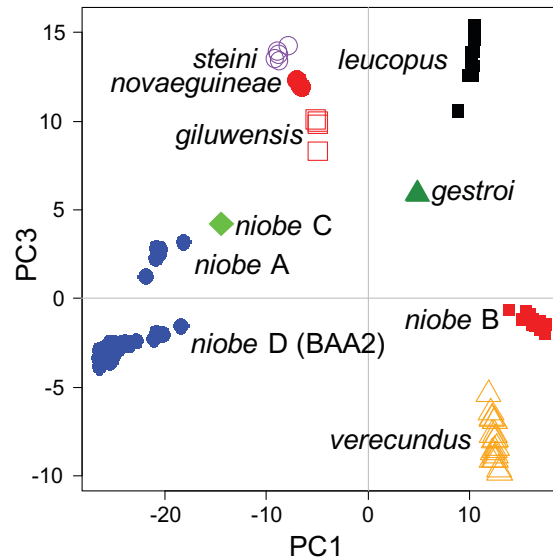 15
steini
leucopus
novaeguineae
10
giluwensis
gestroi
5
niobe C
niobe A
PC3
0
niobe B
niobe D (BAA2)
-5
verecundus
-10
-20
-10
0
10
PC1